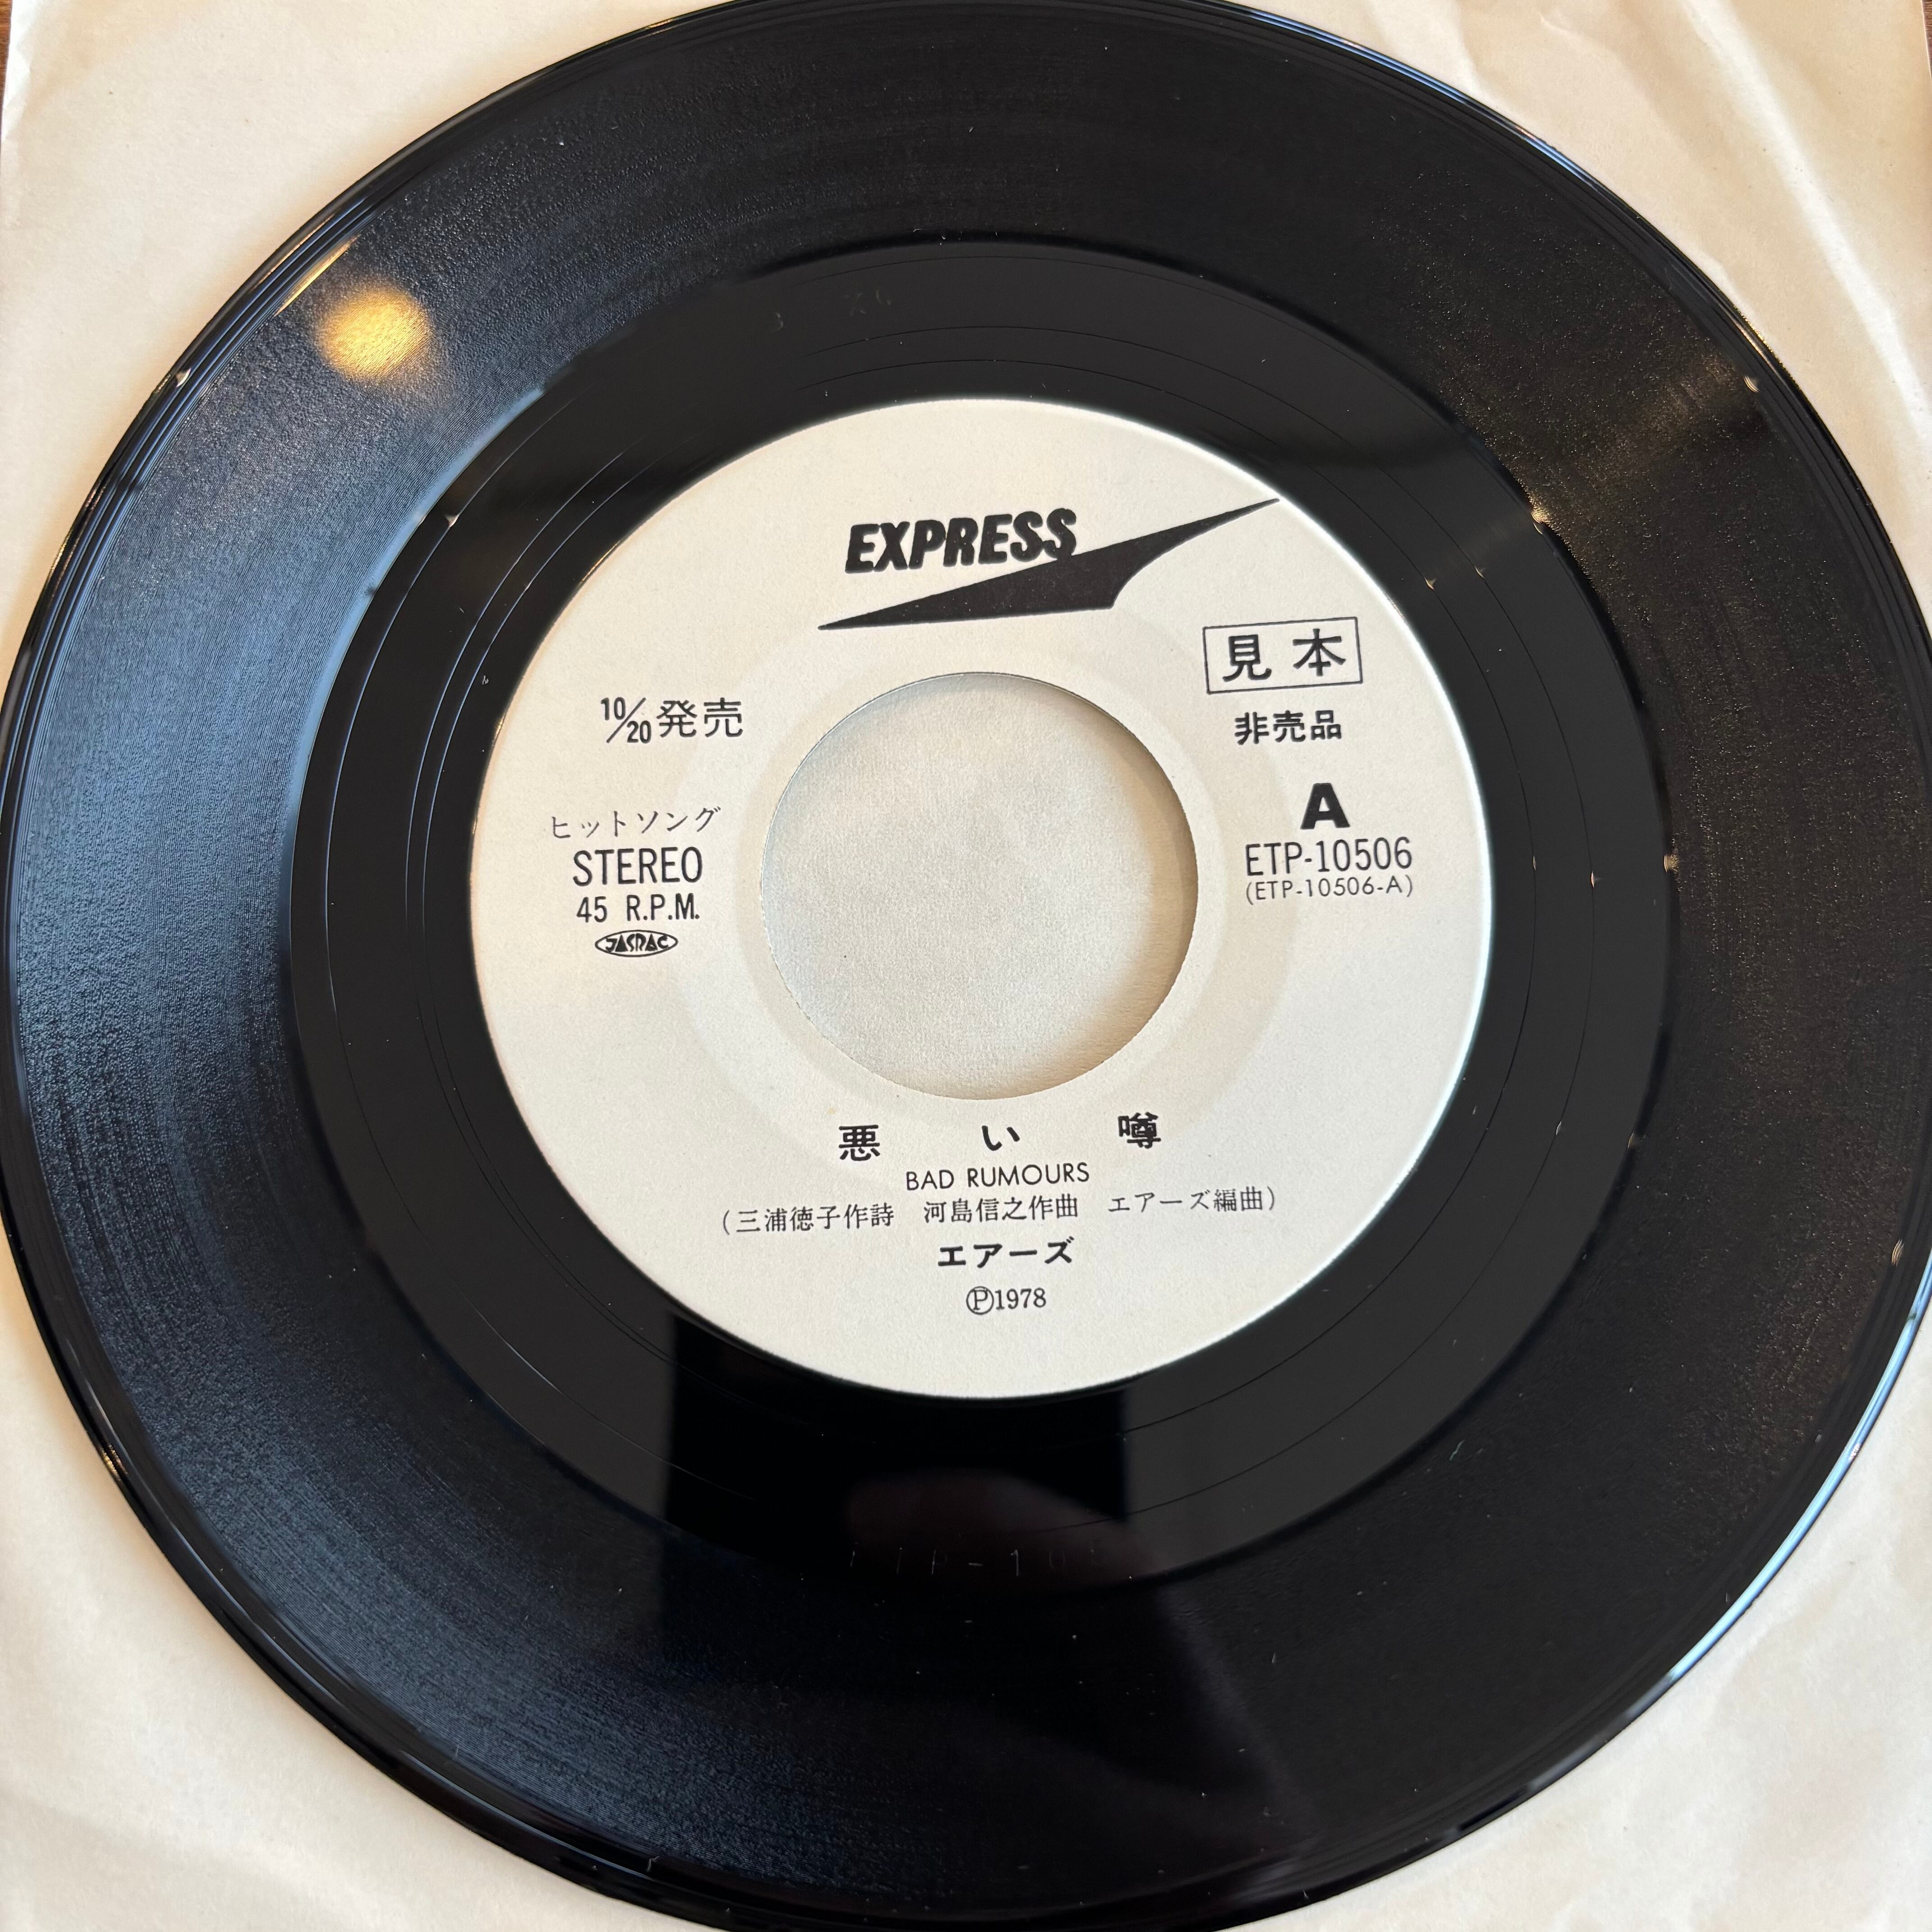 EXPRESS
見本
非売品
10/20発売
ヒットソング
STEREO
45 R.P.M.
JASRAC
A
ETP-10506
(ETP-10506-A)
悪い噂
BAD RUMOURS
(三浦徳子作詩 河島信之作曲 エアーズ編曲)
エアーズ
Ⓟ1978